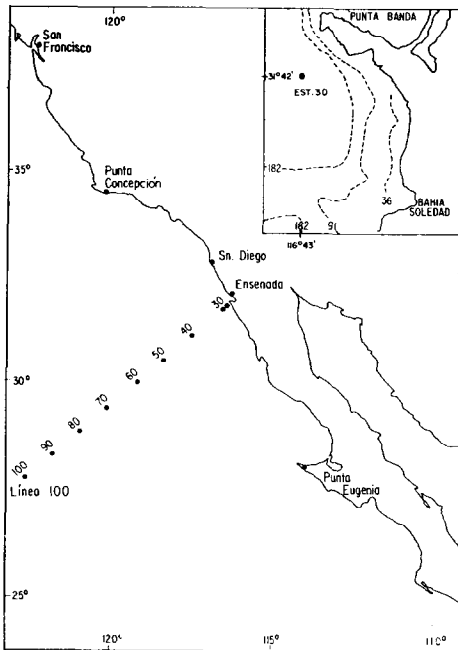 120°
San
Francisco
35°
Punta
Concepción
Sn. Diego
Ensenada
30
40
50
60
70
80
90
100
Línea 100
30°
Punta
Eugenia
25°
120°
115°
110°
PUNTA BANDA
31°42'
EST. 30
182
36
BAHIA
SOLEDAD
182
91
116°43'